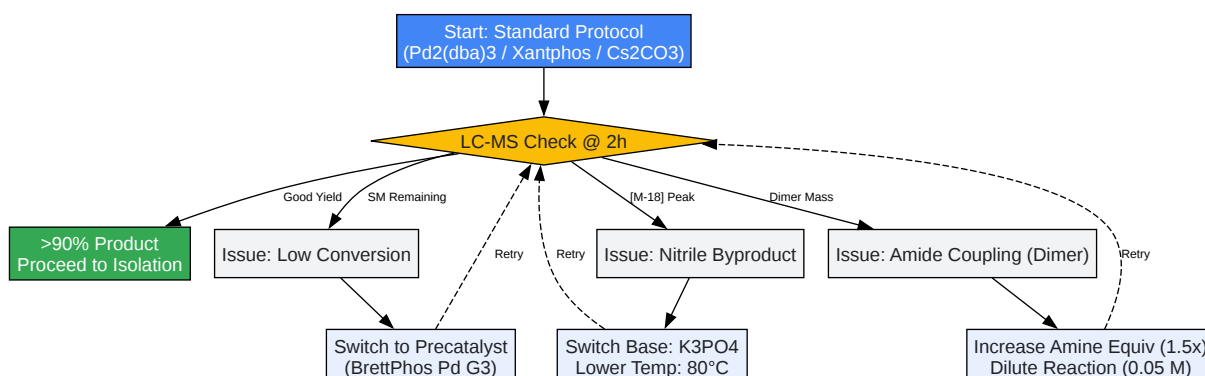 Start: Standard Protocol
(Pd2(dba)3 / Xantphos / Cs2CO3)
LC-MS Check @ 2h
Good Yield
SM Remaining
[M-18] Peak
Dimer Mass
>90% Product
Proceed to Isolation
Issue: Low Conversion
Retry
Retry
Issue: Nitrile Byproduct
Issue: Amide Coupling (Dimer)
Retry
Switch to Precatalyst
(BrettPhos Pd G3)
Switch Base: K3PO4
Lower Temp: 80°C
Increase Amine Equiv (1.5x)
Dilute Reaction (0.05 M)